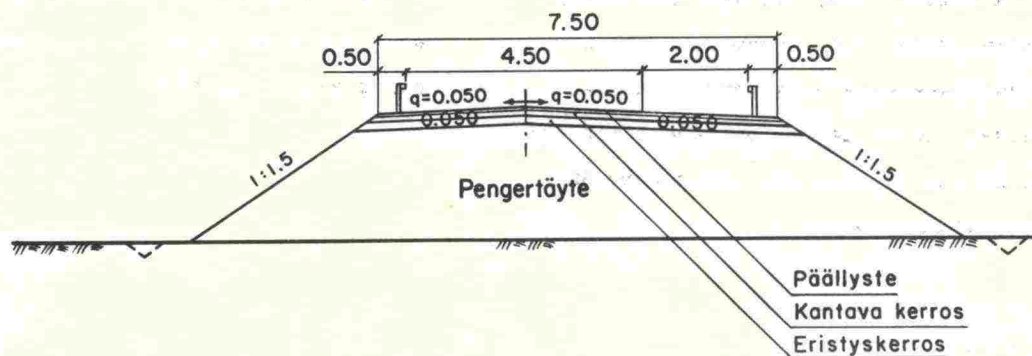 7.50
0.50 4.50 2.00 0.50
q=0.050 q=0.050
0.050 0.050
1:1.5 1:1.5
Pengertäyte
Päällyste
Kantava kerros
Eristyskerros